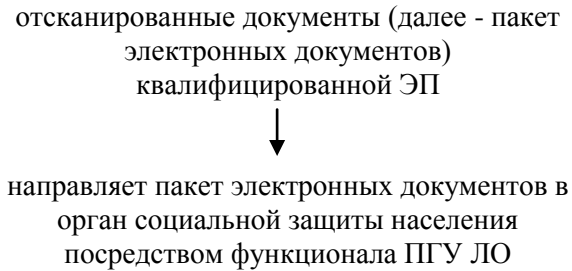 отсканированные документы (далее - пакет
электронных документов)
квалифицированной ЭП
направляет пакет электронных документов в
орган социальной защиты населения
посредством функционала ПГУ ЛО